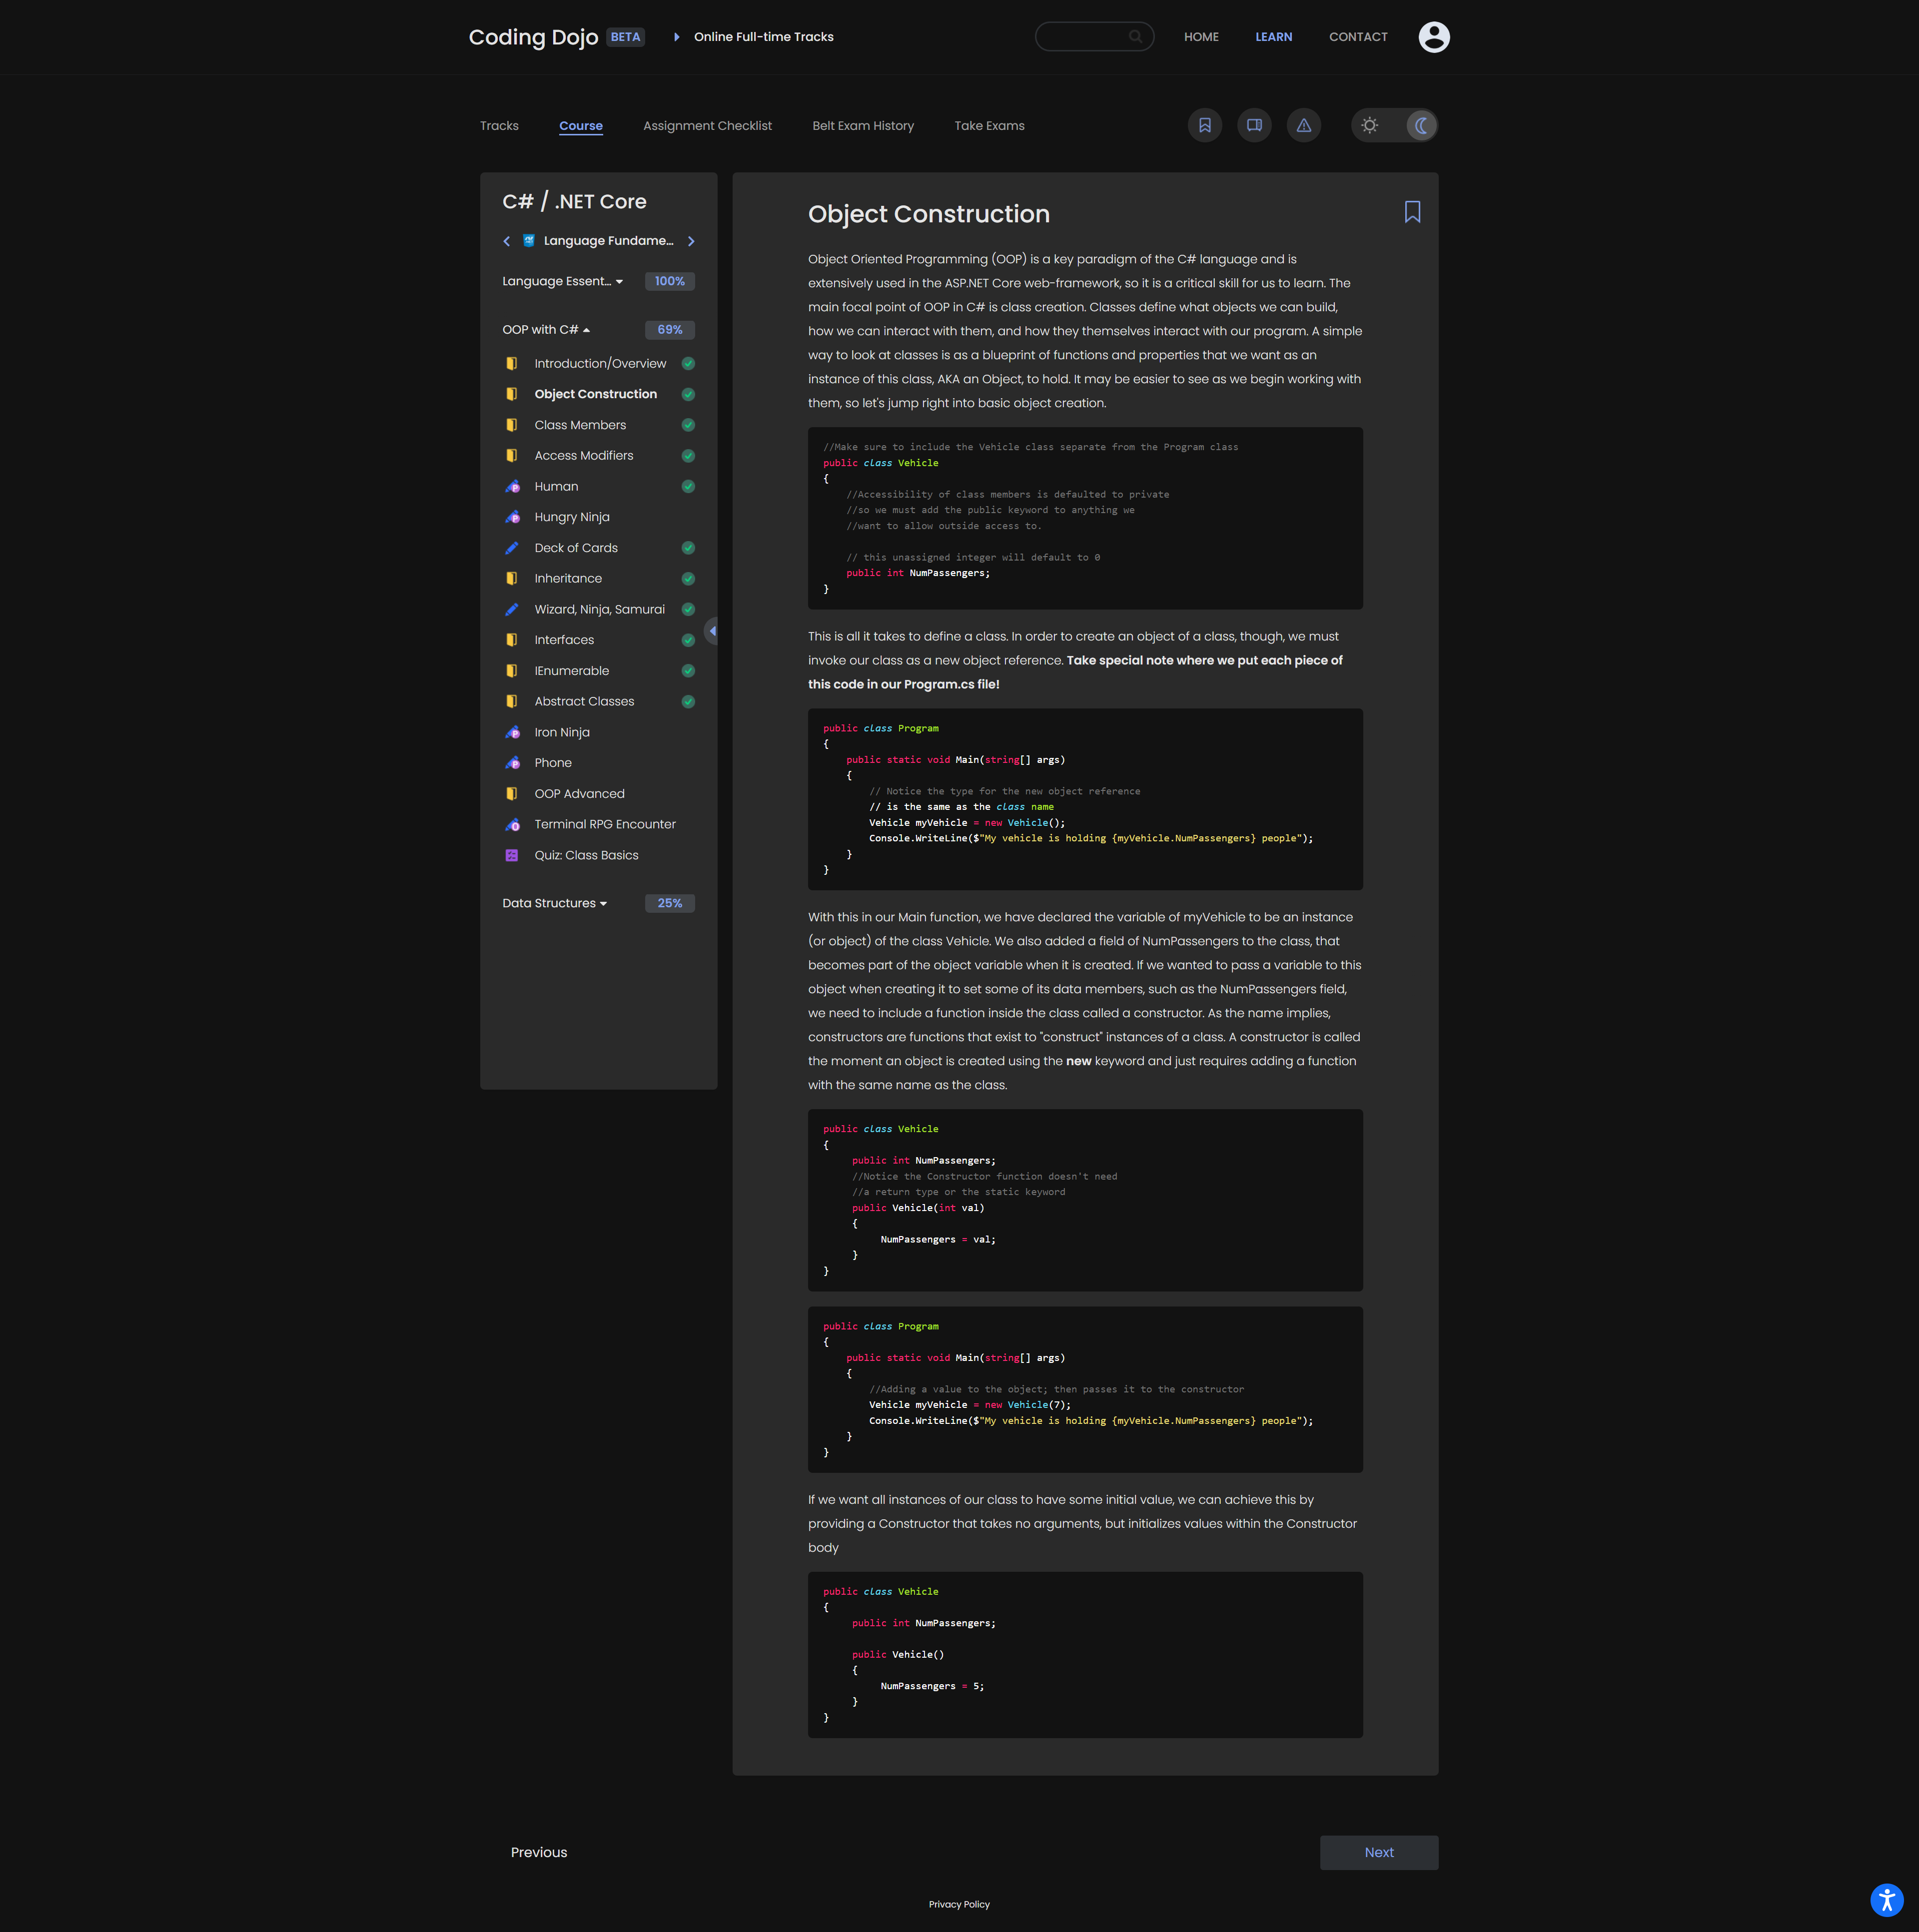 Coding Dojo BETA Online Full-time Tracks HOME LEARN CONTACT
Tracks Course Assignment Checklist Belt Exam History Take Exams
C# / .NET Core
Language Fundame...
Language Essent... 100%
OOP with C# 69%
Introduction/Overview
Object Construction
Class Members
Access Modifiers
Human
Hungry Ninja
Deck of Cards
Inheritance
Wizard, Ninja, Samurai
Interfaces
IEnumerable
Abstract Classes
Iron Ninja
Phone
OOP Advanced
Terminal RPG Encounter
Quiz: Class Basics
Data Structures 25%
Object Construction
Object Oriented Programming (OOP) is a key paradigm of the C# language and is
extensively used in the ASP.NET Core web-framework, so it is a critical skill for us to learn. The
main focal point of OOP in C# is class creation. Classes define what objects we can build,
how we can interact with them, and how they themselves interact with our program. A simple
way to look at classes is as a blueprint of functions and properties that we want as an
instance of this class, AKA an Object, to hold. It may be easier to see as we begin working with
them, so let's jump right into basic object creation.
//Make sure to include the Vehicle class separate from the Program class
public class Vehicle
{
    //Accessibility of class members is defaulted to private
    //so we must add the public keyword to anything we
    //want to allow outside access to.
    // this unassigned integer will default to 0
    public int NumPassengers;
}
This is all it takes to define a class. In order to create an object of a class, though, we must
invoke our class as a new object reference. Take special note where we put each piece of
this code in our Program.cs file!
public class Program
{
    public static void Main(string[] args)
    {
        // Notice the type for the new object reference
        // is the same as the class name
        Vehicle myVehicle = new Vehicle();
        Console.WriteLine($"My vehicle is holding {myVehicle.NumPassengers} people");
    }
}
With this in our Main function, we have declared the variable of myVehicle to be an instance
(or object) of the class Vehicle. We also added a field of NumPassengers to the class, that
becomes part of the object variable when it is created. If we wanted to pass a variable to this
object when creating it to set some of its data members, such as the NumPassengers field,
we need to include a function inside the class called a constructor. As the name implies,
constructors are functions that exist to "construct" instances of a class. A constructor is called
the moment an object is created using the new keyword and just requires adding a function
with the same name as the class.
public class Vehicle
{
     public int NumPassengers;
     //Notice the Constructor function doesn't need
     //a return type or the static keyword
     public Vehicle(int val)
     {
          NumPassengers = val;
     }
}
public class Program
{
    public static void Main(string[] args)
    {
        //Adding a value to the object; then passes it to the constructor
        Vehicle myVehicle = new Vehicle(7);
        Console.WriteLine($"My vehicle is holding {myVehicle.NumPassengers} people");
    }
}
If we want all instances of our class to have some initial value, we can achieve this by
providing a Constructor that takes no arguments, but initializes values within the Constructor
body
public class Vehicle
{
     public int NumPassengers;
     public Vehicle()
     {
          NumPassengers = 5;
     }
}
Previous Next
Privacy Policy